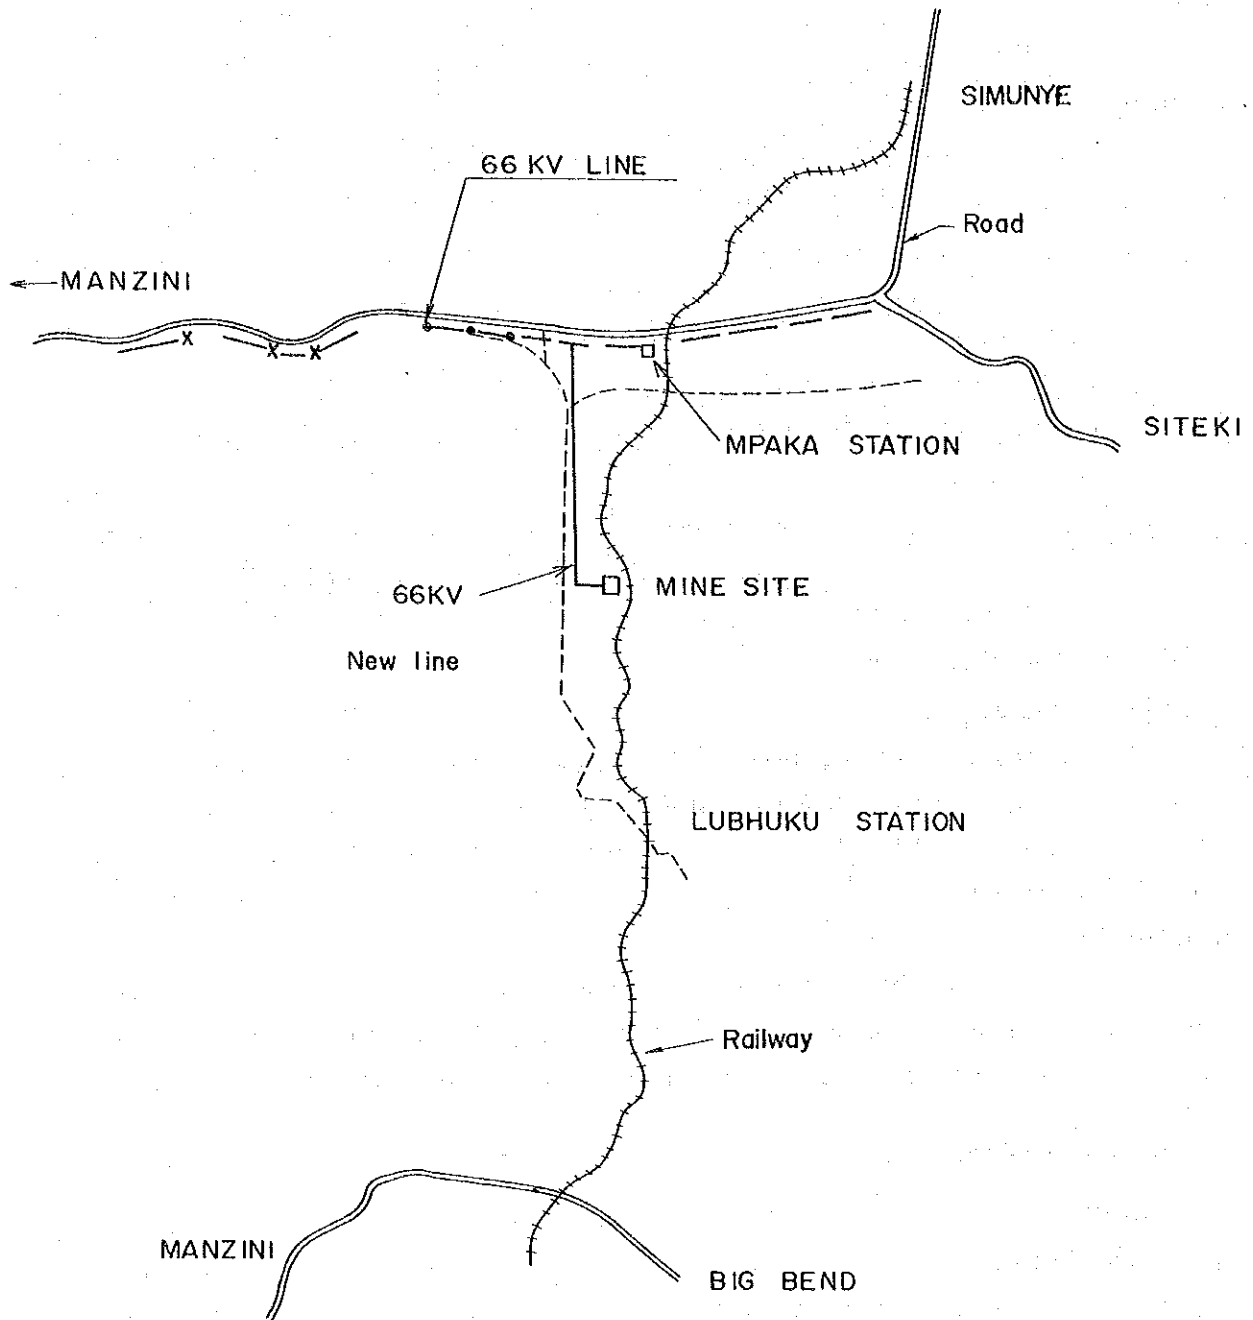 SIMUNYE
66 KV LINE
Road
MANZINI
SITEKI
MPAKA STATION
66KV
MINE SITE
New line
LUBHUKU STATION
Railway
MANZINI
BIG BEND